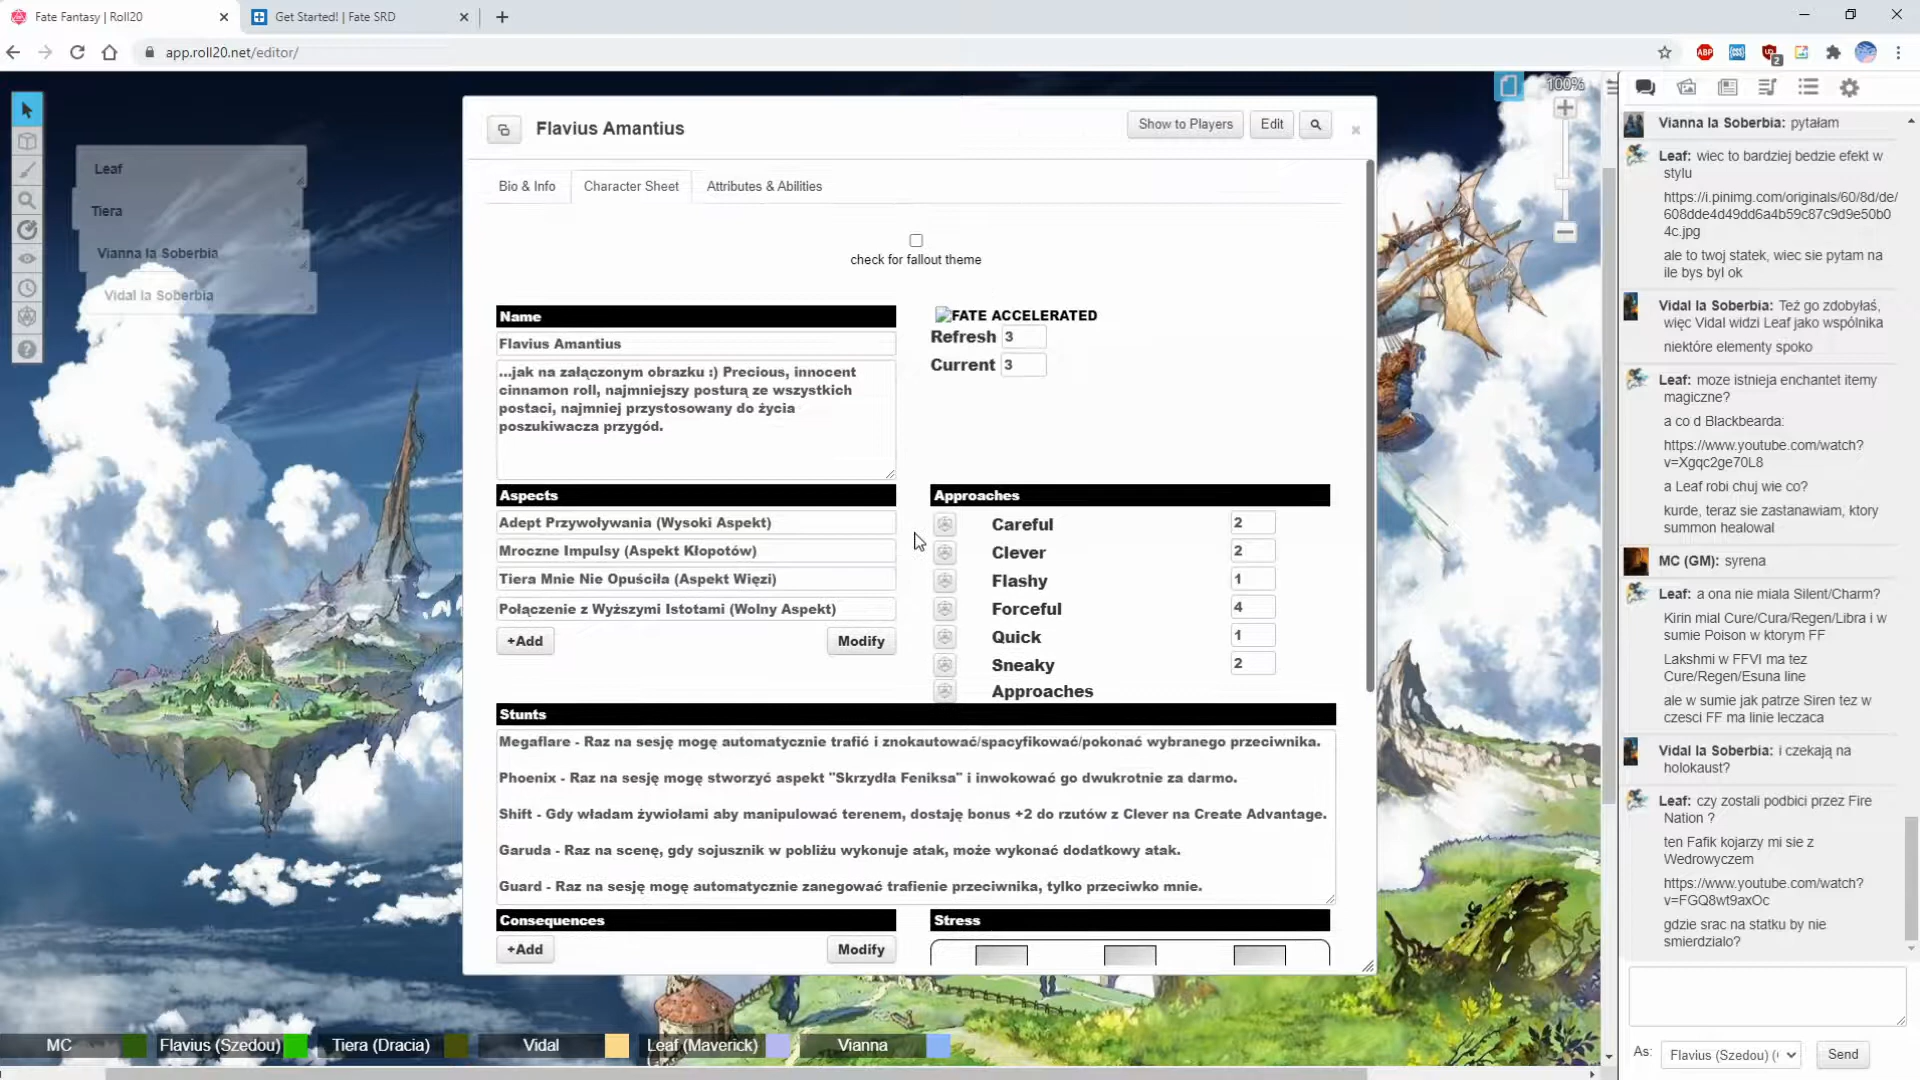 Fate Fantasy | Roll20
Get Started! | Fate SRD
app.roll20.net/editor/
ABP
2
100%
Leaf
Tiera
Vianna la Soberbia
Vidal la Soberbia
Flavius Amantius
Show to Players
Edit
Bio & Info
Character Sheet
Attributes & Abilities
check for fallout theme
Name
Flavius Amantius
...jak na załączonym obrazku :) Precious, innocent
cinnamon roll, najmniejszy posturą ze wszystkich
postaci, najmniej przystosowany do życia
poszukiwacza przygód.
FATE ACCELERATED
Refresh 3
Current 3
Aspects
Adept Przywoływania (Wysoki Aspekt)
Mroczne Impulsy (Aspekt Kłopotów)
Tiera Mnie Nie Opuściła (Aspekt Więzi)
Połączenie z Wyższymi Istotami (Wolny Aspekt)
+Add
Modify
Approaches
Careful 2
Clever 2
Flashy 1
Forceful 4
Quick 1
Sneaky 2
Approaches
Stunts
Megaflare - Raz na sesję mogę automatycznie trafić i znokautować/spacyfikować/pokonać wybranego przeciwnika.
Phoenix - Raz na sesję mogę stworzyć aspekt "Skrzydła Feniksa" i inwokować go dwukrotnie za darmo.
Shift - Gdy władam żywiołami aby manipulować terenem, dostaję bonus +2 do rzutów z Clever na Create Advantage.
Garuda - Raz na scenę, gdy sojusznik w pobliżu wykonuje atak, może wykonać dodatkowy atak.
Guard - Raz na sesję mogę automatycznie zanegować trafienie przeciwnika, tylko przeciwko mnie.
Consequences
+Add
Modify
Stress
MC
Flavius (Szedou)
Tiera (Dracia)
Vidal
Leaf (Maverick)
Vianna
Vianna la Soberbia: pytałam
Leaf: wiec to bardziej bedzie efekt w
stylu
https://i.pinimg.com/originals/60/8d/de/
608dde4d49dd6a4b59c87c9d9e50b0
4c.jpg
ale to twoj statek, wiec sie pytam na
ile bys byl ok
Vidal la Soberbia: Też go zdobyłaś,
więc Vidal widzi Leaf jako wspólnika
niektóre elementy spoko
Leaf: moze istnieja enchantet itemy
magiczne?
a co d Blackbearda:
https://www.youtube.com/watch?
v=Xgqc2ge70L8
a Leaf robi chuj wie co?
kurde, teraz sie zastanawiam, ktory
summon healowal
MC (GM): syrena
Leaf: a ona nie miala Silent/Charm?
Kirin mial Cure/Cura/Regen/Libra i w
sumie Poison w ktorym FF
Lakshmi w FFVI ma tez
Cure/Regen/Esuna line
ale w sumie jak patrze Siren tez w
czesci FF ma linie leczaca
Vidal la Soberbia: i czekają na
holokaust?
Leaf: czy zostali podbici przez Fire
Nation ?
ten Fafik kojarzy mi sie z
Wedrowyczem
https://www.youtube.com/watch?
v=FGQ8wt9axOc
gdzie srac na statku by nie
smierdzialo?
As:
Flavius (Szedou) (
Send